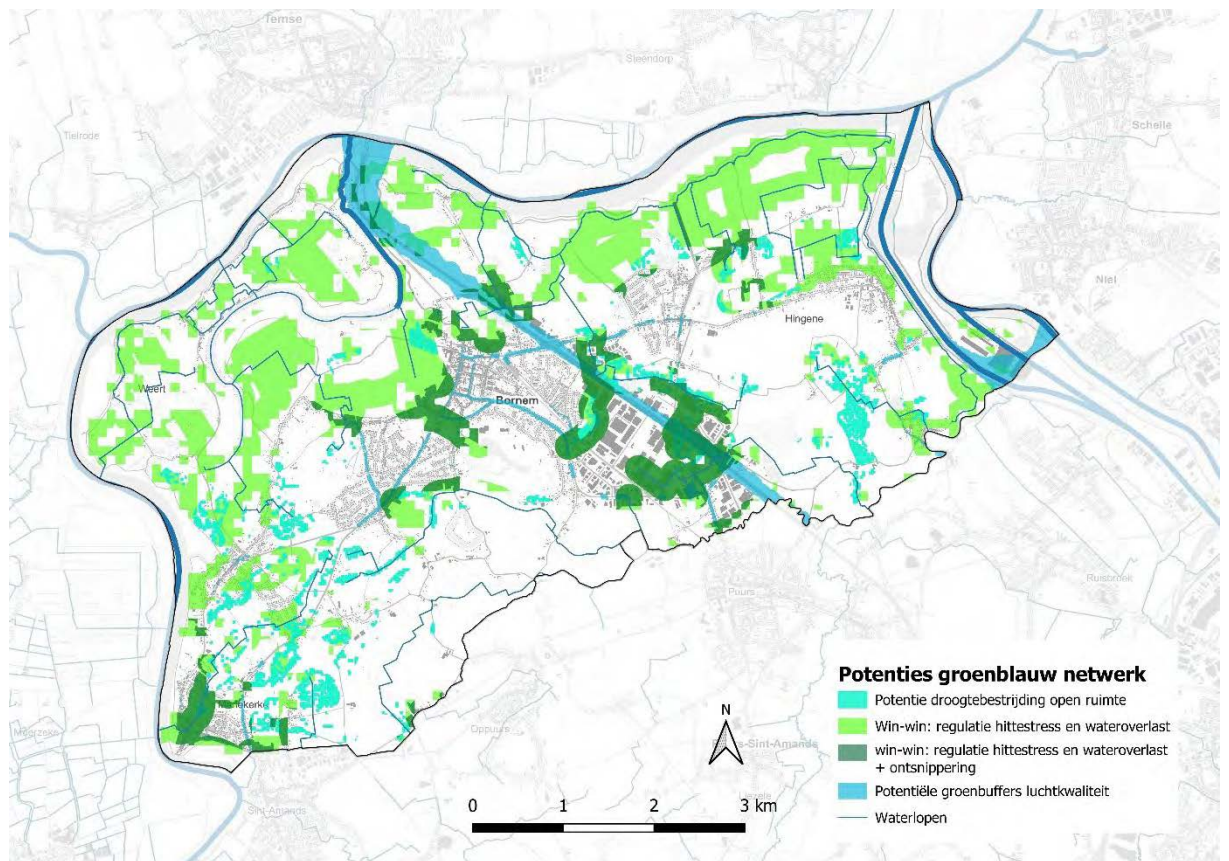 Temse
Steendorp
Tielrode
Schelle
Niel
Hingene
Weert
Bornem
Ruisbroek
Puurs
Mariekerke
Oppuurs
Meerzeke
Sint-Amands
Potenties groenblauw netwerk
Potentie droogtebestrijding open ruimte
Win-win: regulatie hittestress en wateroverlast
win-win: regulatie hittestress en wateroverlast
+ ontsnippering
Potentiële groenbuffers luchtkwaliteit
Waterlopen
N
0 1 2 3 km